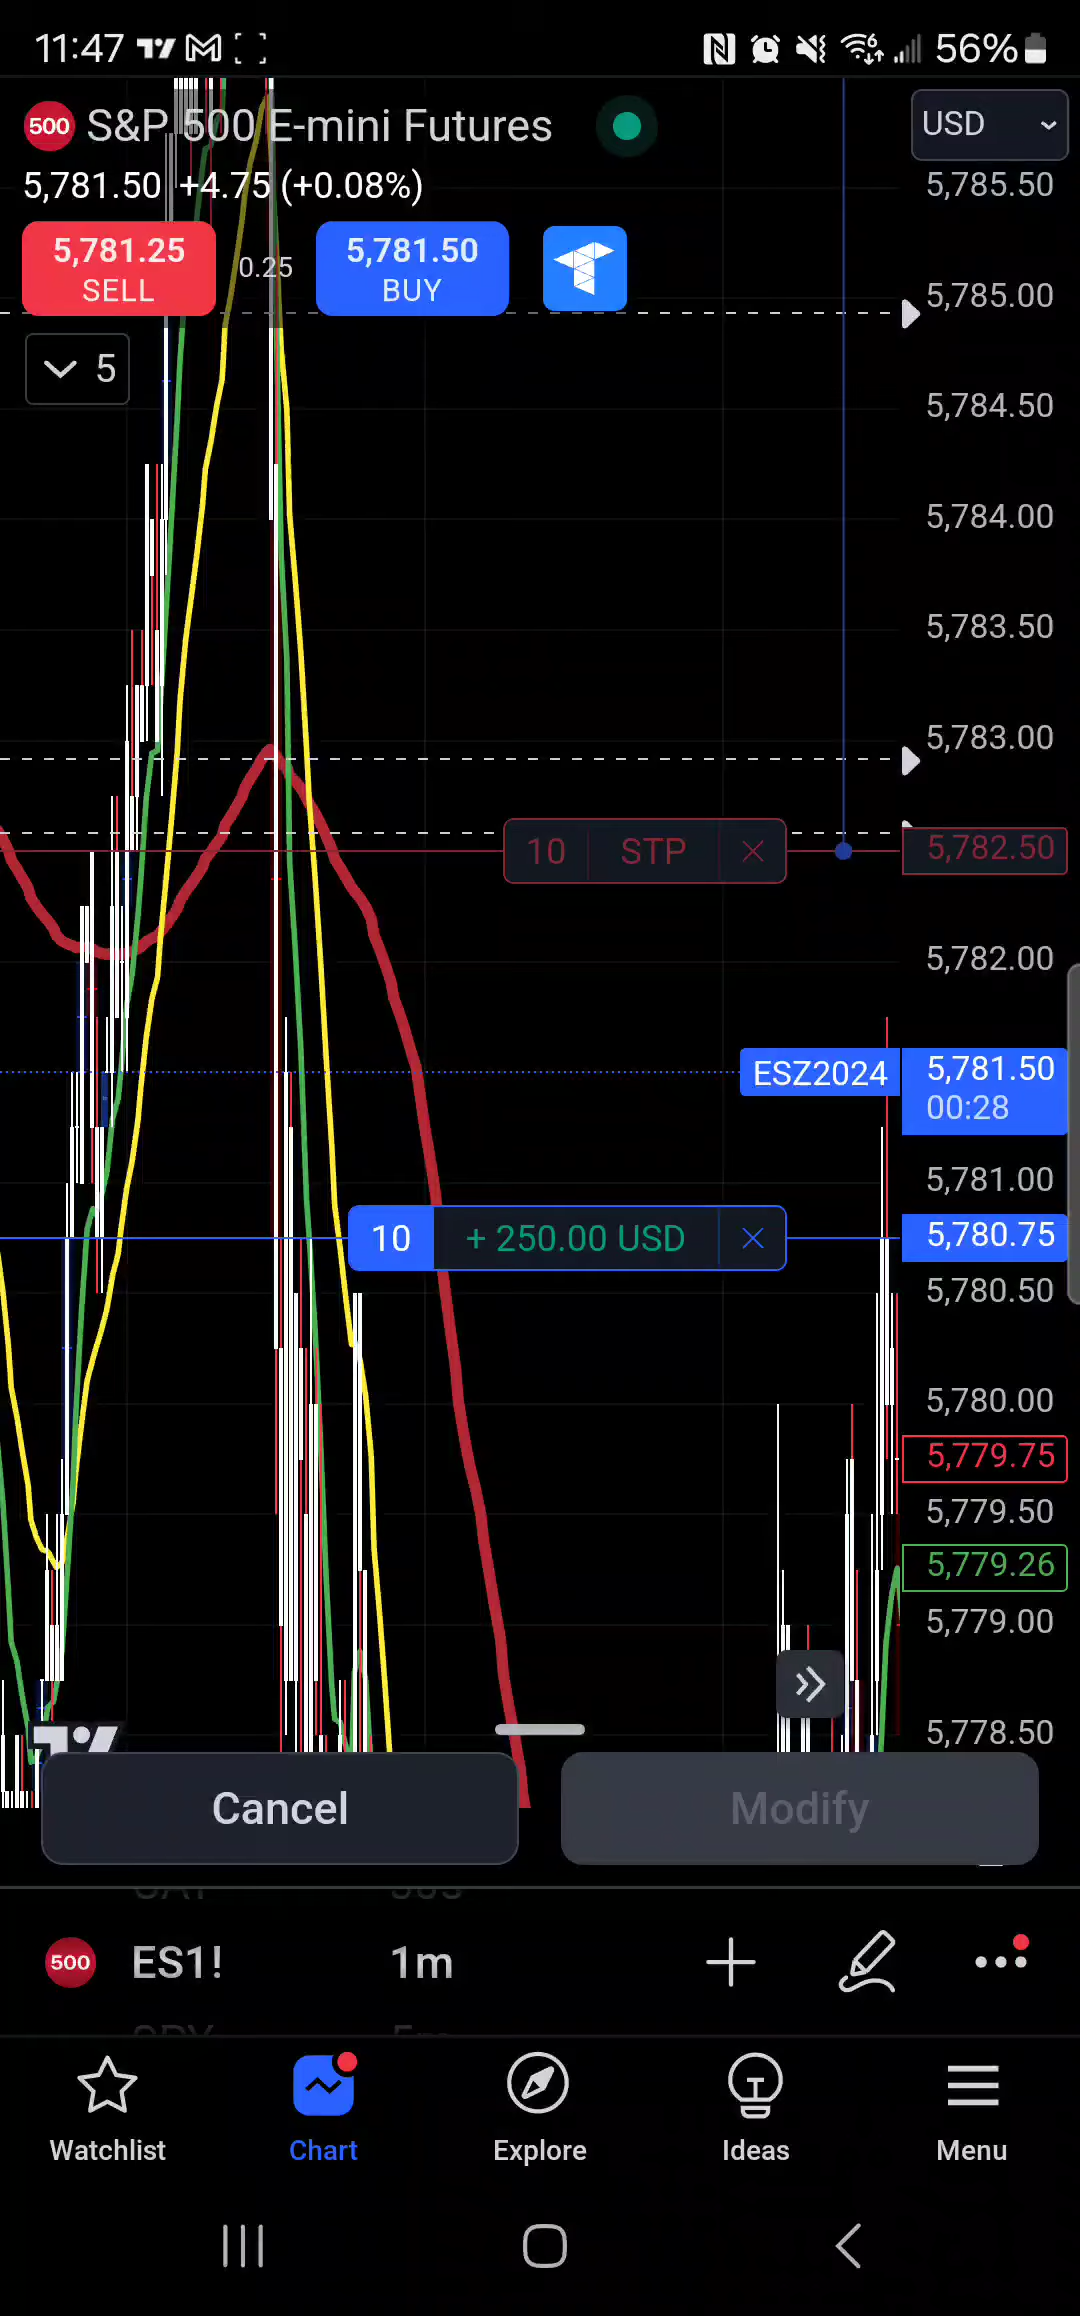 11:47 56%
S&P 500 E-mini Futures
USD
5,781.50 +4.75 (+0.08%)
5,785.50
5,781.25
SELL
0.25
5,781.50
BUY
5,785.00
5
5,784.50
5,784.00
5,783.50
5,783.00
10 STP
5,782.50
5,782.00
ESZ2024
5,781.50
00:28
5,781.00
10 + 250.00 USD
5,780.75
5,780.50
5,780.00
5,779.75
5,779.50
5,779.26
5,779.00
5,778.50
Cancel Modify
500 ES1! 1m
Watchlist Chart Explore Ideas Menu